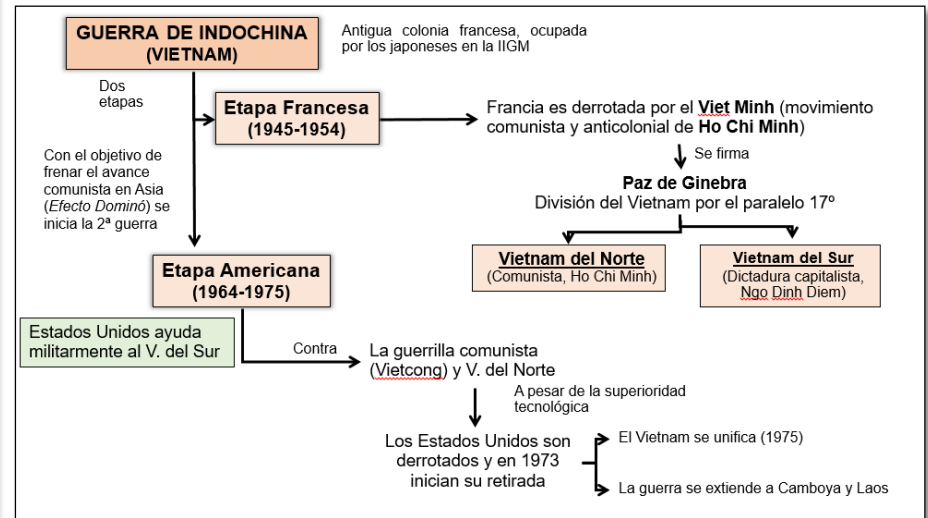 GUERRA DE INDOCHINA
(VIETNAM)
Antigua colonia francesa, ocupada
por los japoneses en la IIGM
Dos
etapas
Etapa Francesa
(1945-1954)
Francia es derrotada por el Viet Minh (movimiento
comunista y anticolonial de Ho Chi Minh)
Se firma
Paz de Ginebra
División del Vietnam por el paralelo 17º
Vietnam del Norte
(Comunista, Ho Chi Minh)
Vietnam del Sur
(Dictadura capitalista,
Ngo Dinh Diem)
Con el objetivo de
frenar el avance
comunista en Asia
(Efecto Dominó) se
inicia la 2ª guerra
Etapa Americana
(1964-1975)
Estados Unidos ayuda
militarmente al V. del Sur
Contra
La guerrilla comunista
(Vietcong) y V. del Norte
A pesar de la superioridad
tecnológica
Los Estados Unidos son
derrotados y en 1973
inician su retirada
El Vietnam se unifica (1975)
La guerra se extiende a Camboya y Laos